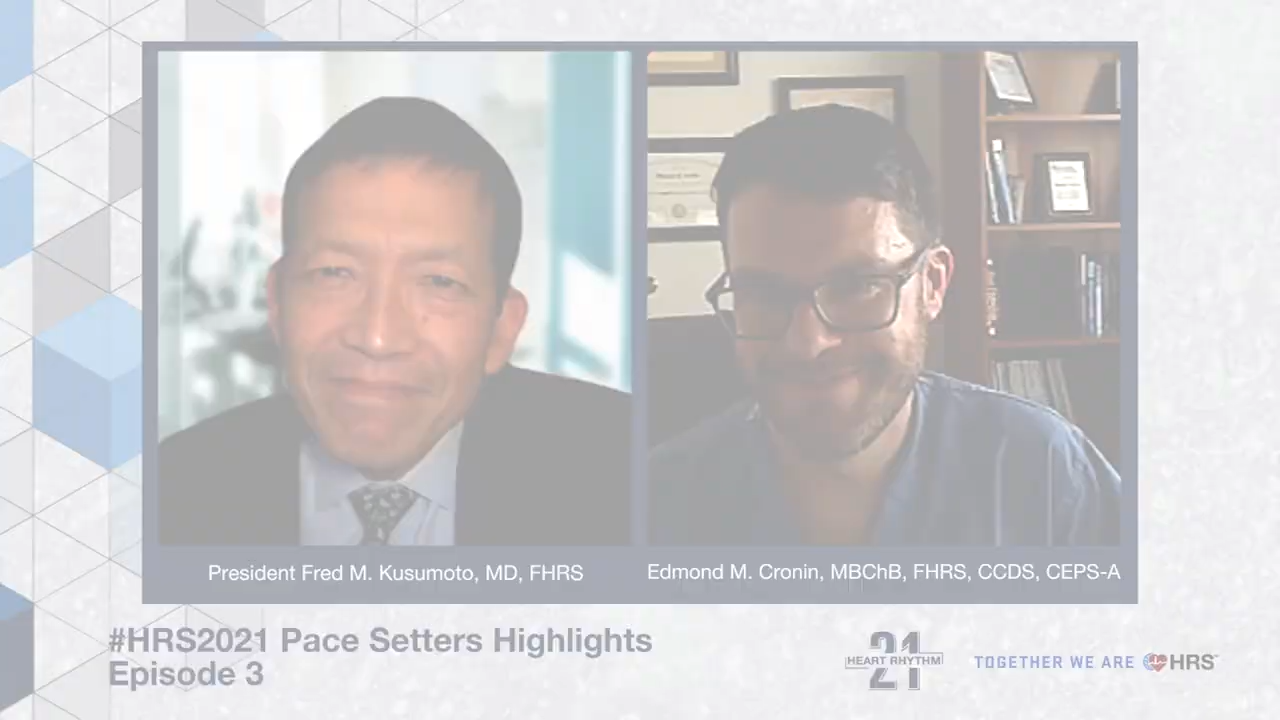 President Fred M. Kusumoto, MD, FHRS
Edmond M. Cronin, MBChB, FHRS, CCDS, CEPS-A
#HRS2021 Pace Setters Highlights
Episode 3
HEART RHYTHM
21
TOGETHER WE ARE HRS